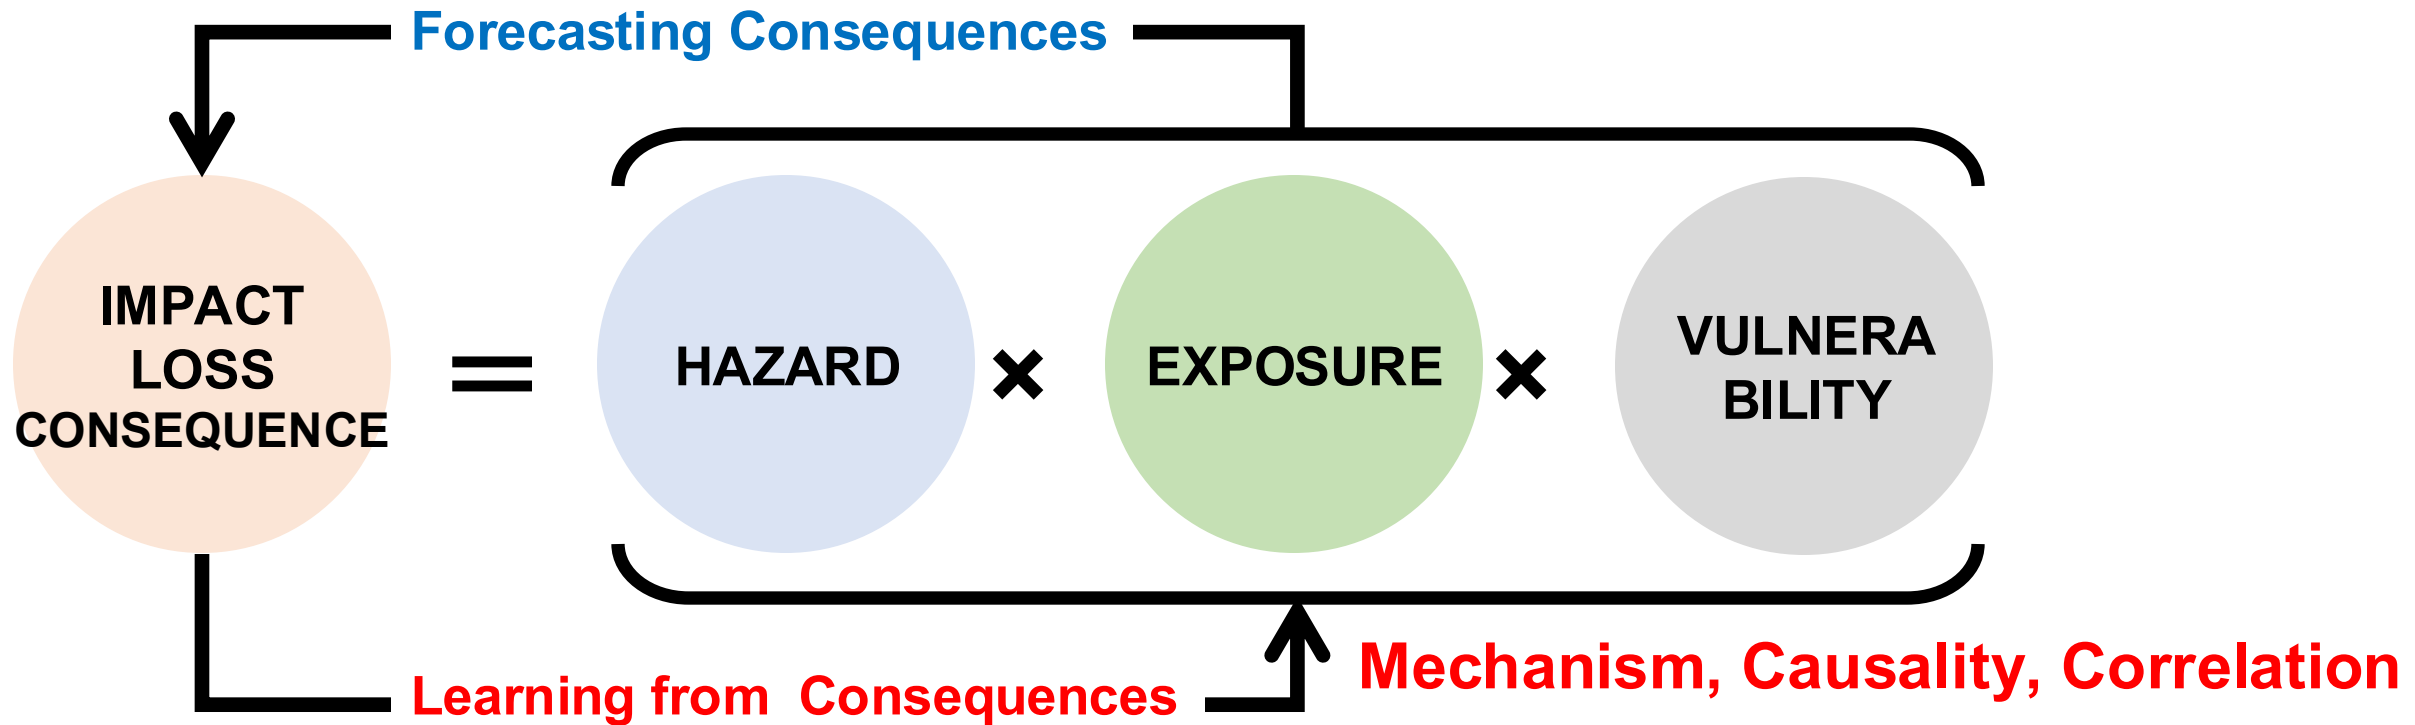 Forecasting Consequences
IMPACT
LOSS
CONSEQUENCE
=
HAZARD
×
EXPOSURE
×
VULNERA
BILITY
Learning from Consequences
Mechanism, Causality, Correlation